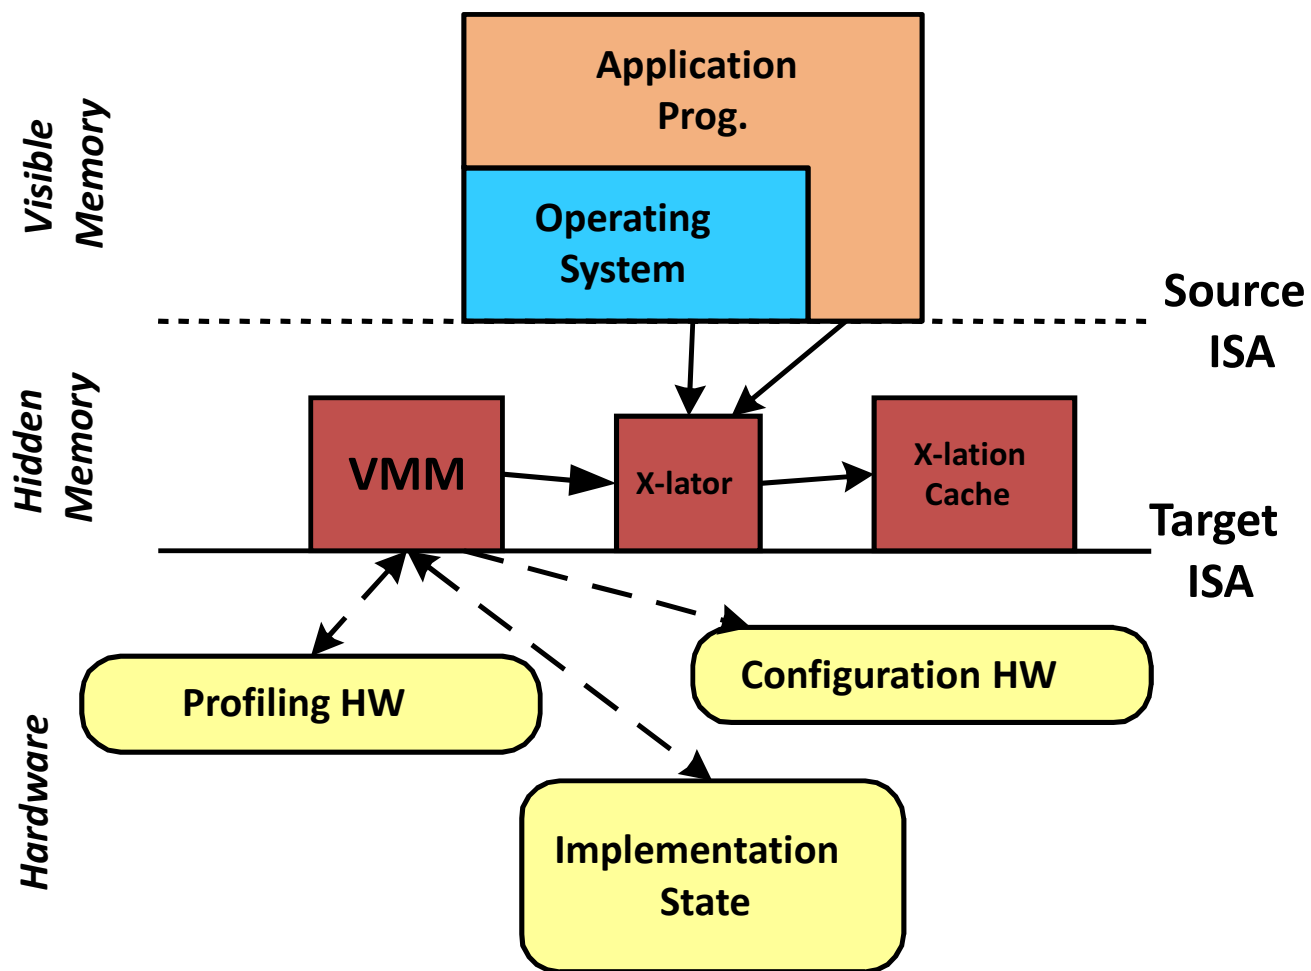 Application
Prog.
Visible
Memory
Operating
System
Source
ISA
Hidden
Memory
VMM
X-lator
X-lation
Cache
Target
ISA
Profiling HW
Configuration HW
Hardware
Implementation
State